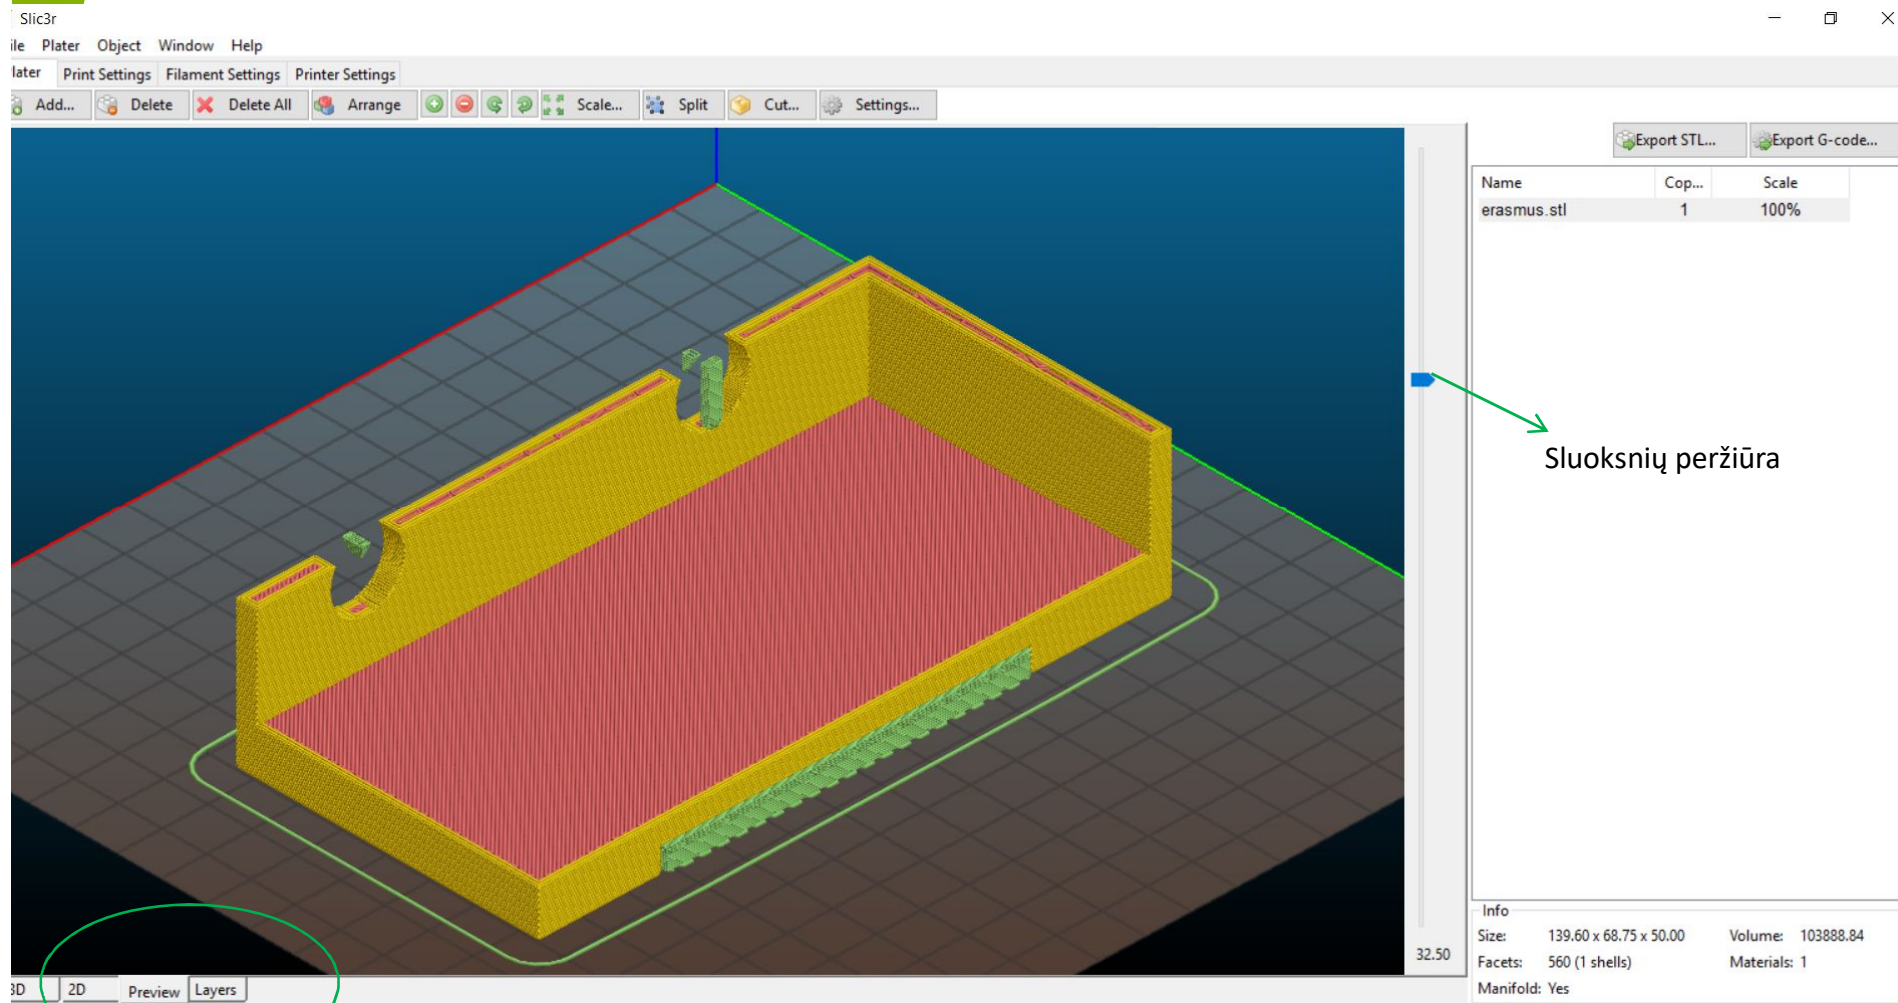 Slic3r
ile Plater Object Window Help
later Print Settings Filament Settings Printer Settings
Add... Delete Delete All Arrange Scale... Split Cut... Settings...
Export STL... Export G-code...
Name Cop... Scale
erasmus.stl 1 100%
Sluoksnių peržiūra
32.50
Info
Size: 139.60 x 68.75 x 50.00 Volume: 103888.84
Facets: 560 (1 shells) Materials: 1
Manifold: Yes
3D 2D Preview Layers